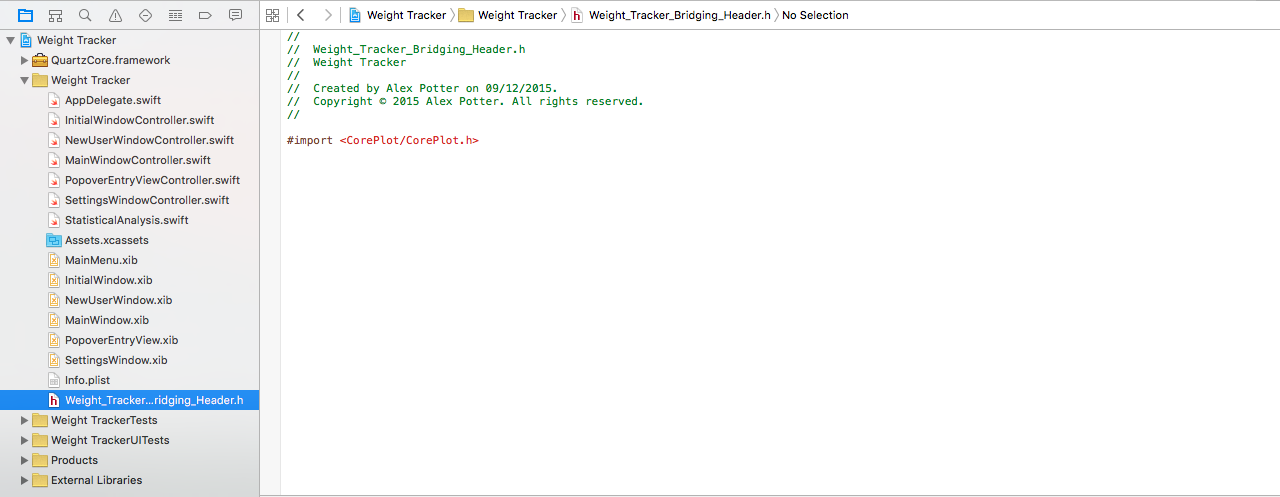 Weight Tracker
QuartzCore.framework
Weight Tracker
AppDelegate.swift
InitialWindowController.swift
NewUserWindowController.swift
MainWindowController.swift
PopoverEntryViewController.swift
SettingsWindowController.swift
StatisticalAnalysis.swift
Assets.xcassets
MainMenu.xib
InitialWindow.xib
NewUserWindow.xib
MainWindow.xib
PopoverEntryView.xib
SettingsWindow.xib
Info.plist
h Weight_Tracker...ridging_Header.h
Weight TrackerTests
Weight TrackerUITests
Products
External Libraries
Weight Tracker Weight Tracker h Weight_Tracker_Bridging_Header.h No Selection
//
//  Weight_Tracker_Bridging_Header.h
//  Weight Tracker
//
//  Created by Alex Potter on 09/12/2015.
//  Copyright © 2015 Alex Potter. All rights reserved.
//
#import <CorePlot/CorePlot.h>